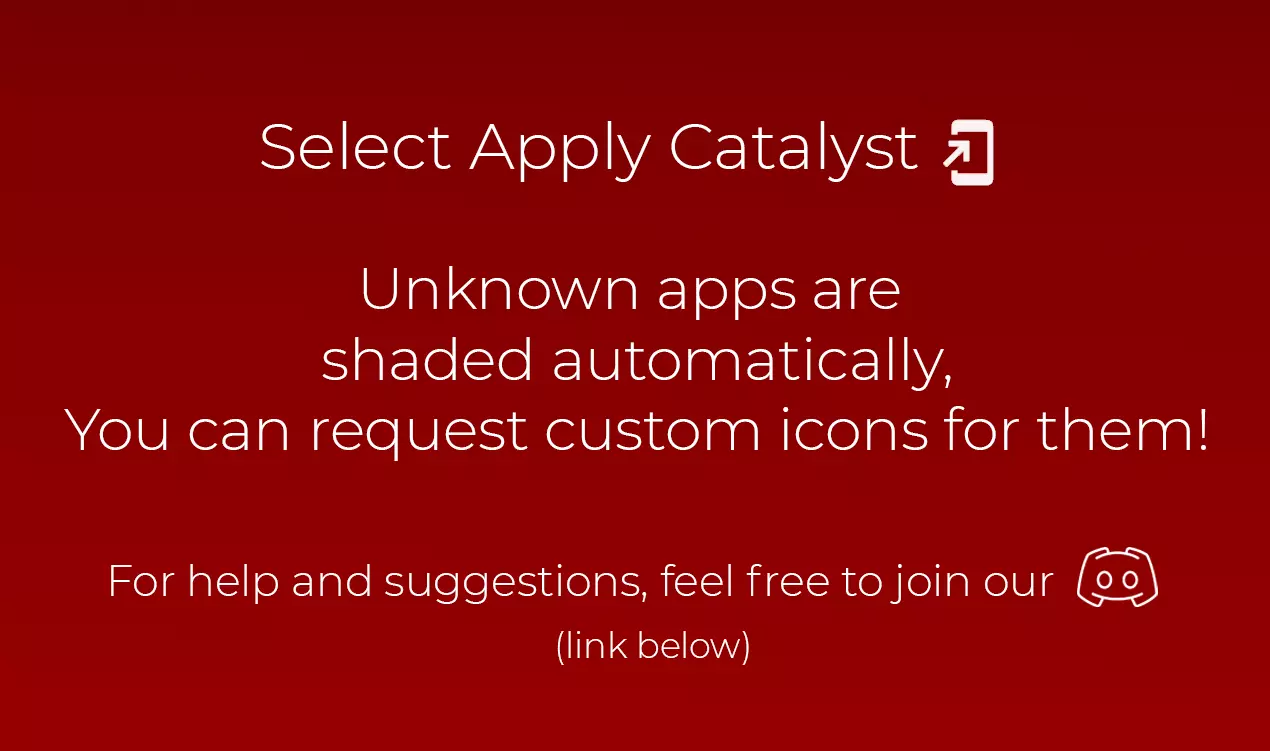 Select Apply Catalyst
Unknown apps are
shaded automatically,
You can request custom icons for them!
For help and suggestions, feel free to join our
(link below)